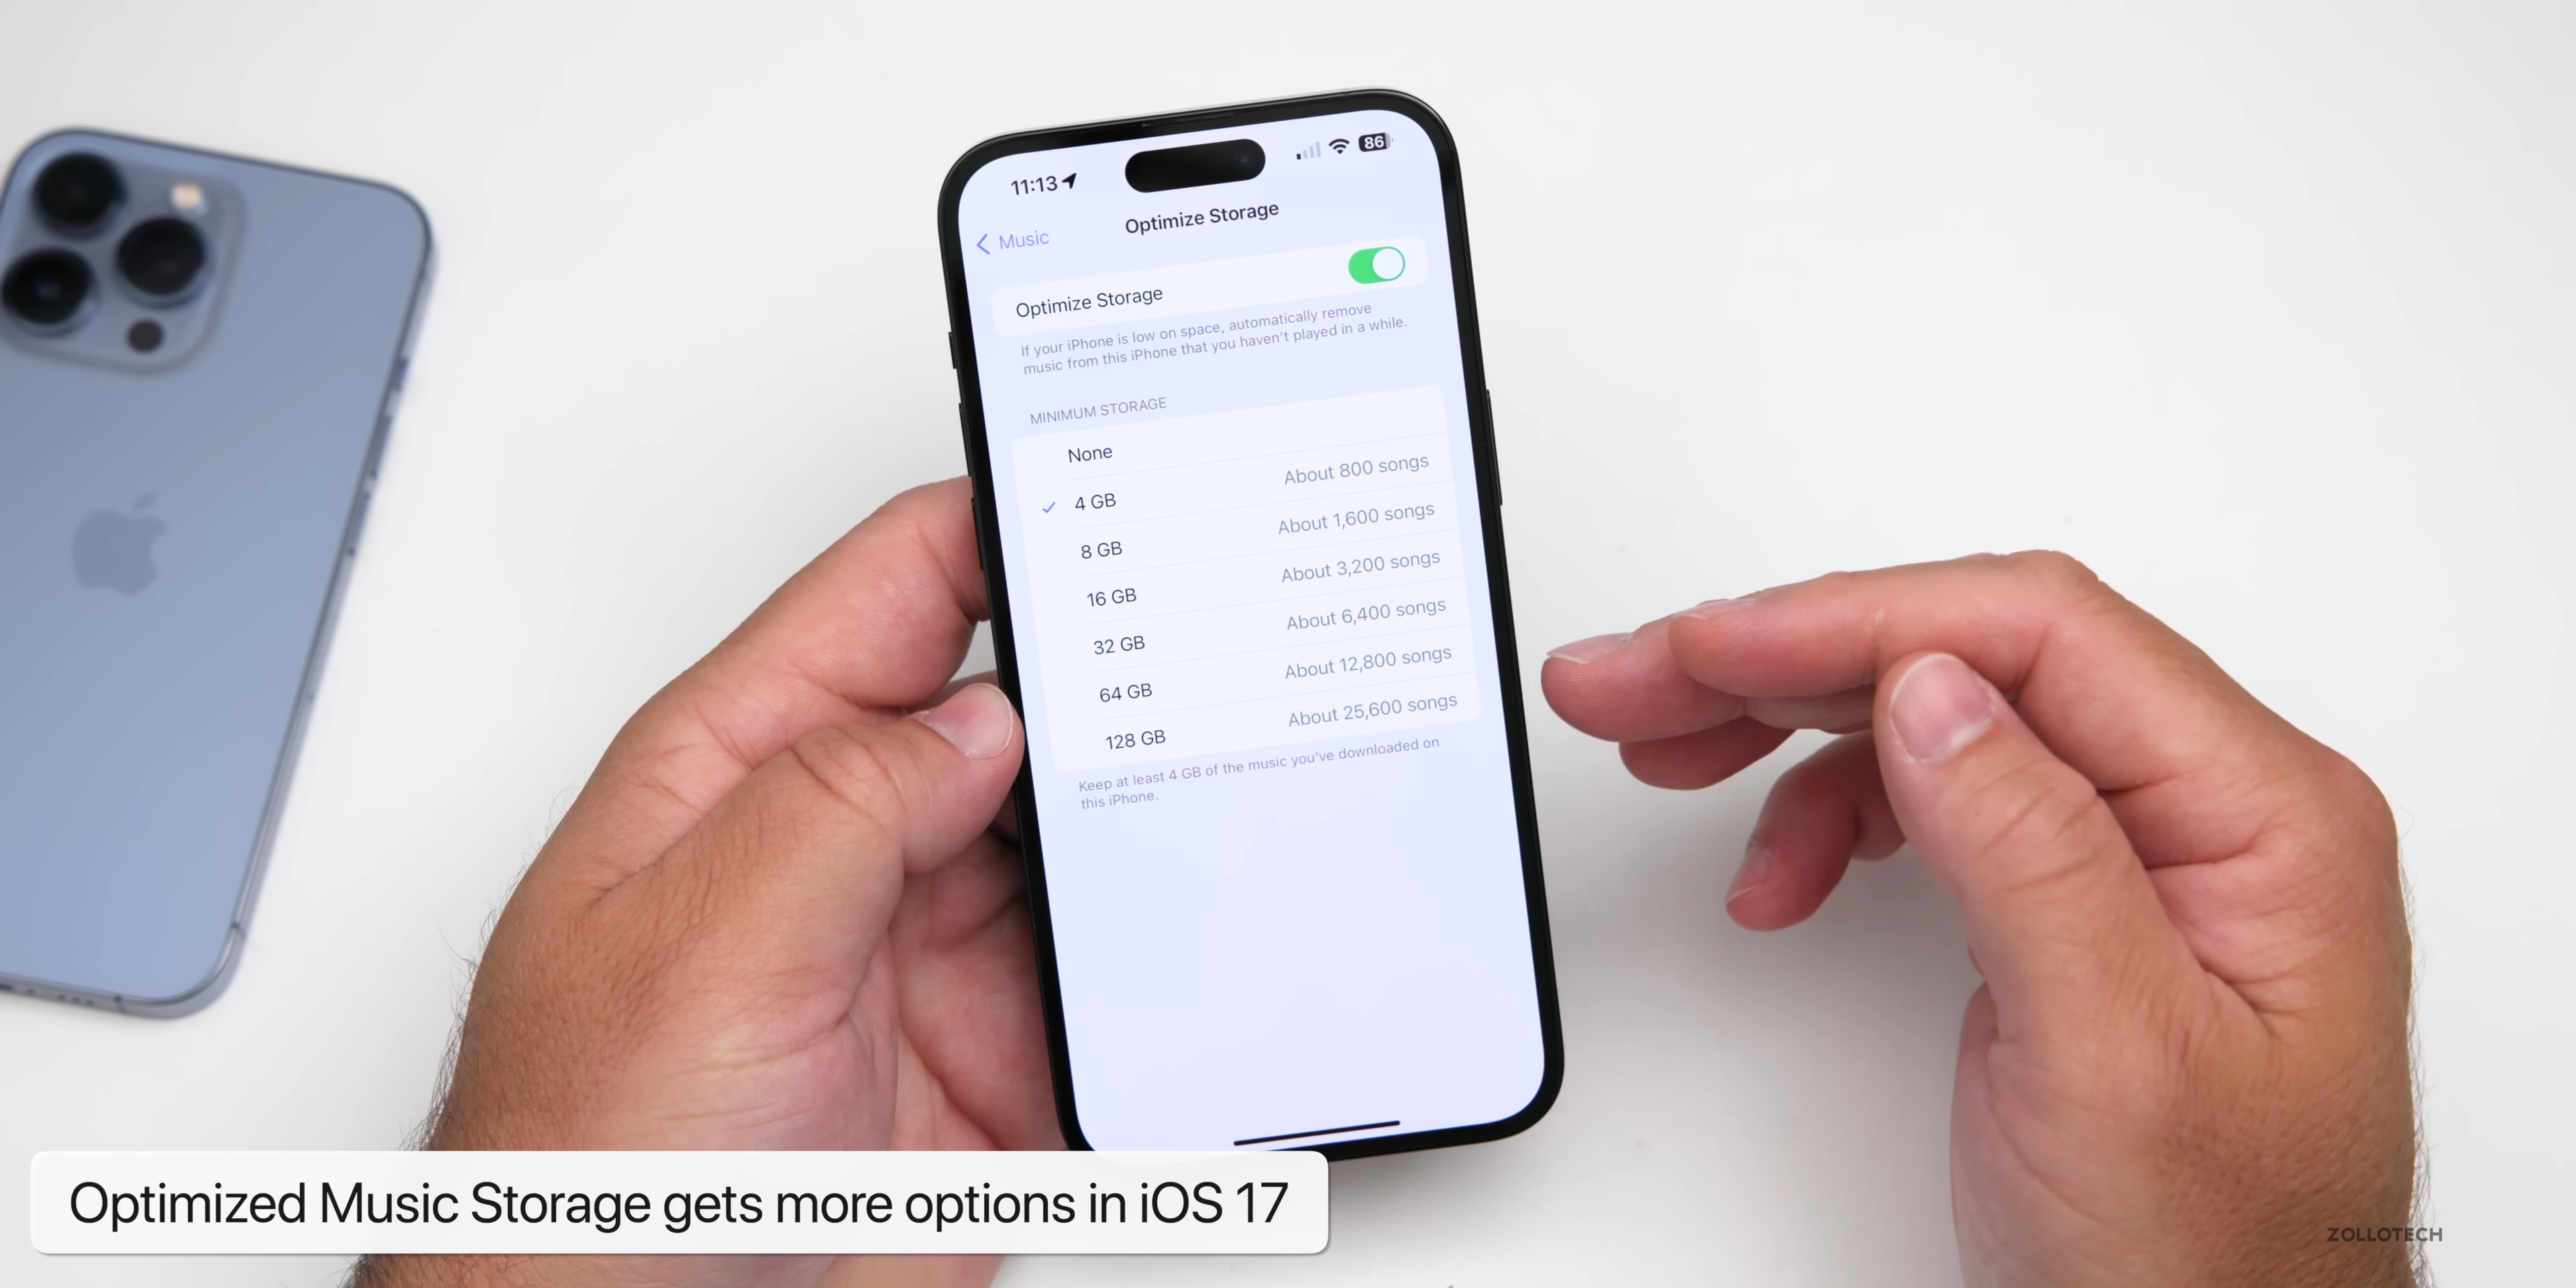 11:13
86
Music
Optimize Storage
Optimize Storage
If your iPhone is low on space, automatically remove
music from this iPhone that you haven't played in a while.
MINIMUM STORAGE
None
4 GB About 800 songs
8 GB About 1,600 songs
16 GB About 3,200 songs
32 GB About 6,400 songs
64 GB About 12,800 songs
128 GB About 25,600 songs
Keep at least 4 GB of the music you've downloaded on
this iPhone.
Optimized Music Storage gets more options in iOS 17
ZOLLOTECH